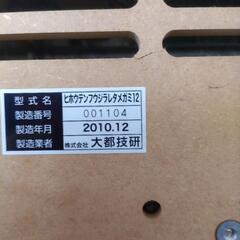 型式名 ヒホウデンフウジラレタメガミ12
製造番号 001104
製造年月 2010.12
製造業者 株式会社 大都技研